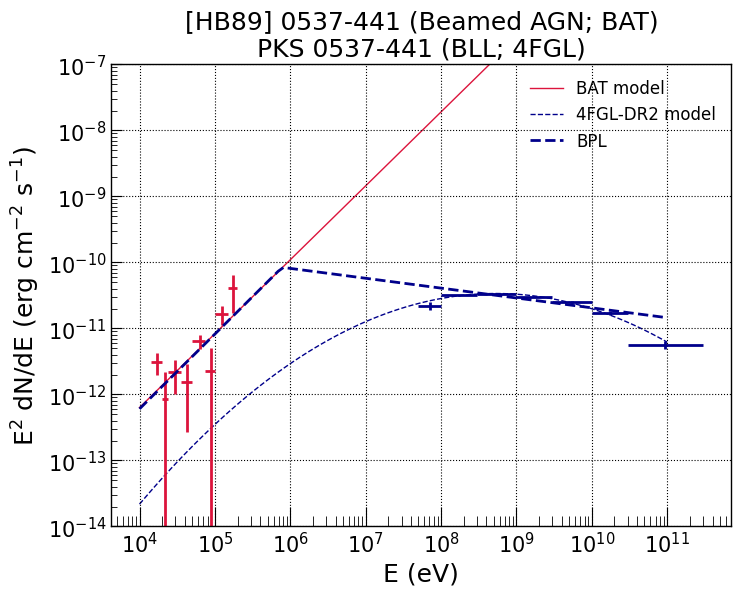 [HB89] 0537-441 (Beamed AGN; BAT)
PKS 0537-441 (BLL; 4FGL)
BAT model
4FGL-DR2 model
BPL
E² dN/dE (erg cm⁻² s⁻¹)
10⁻⁷
10⁻⁸
10⁻⁹
10⁻¹⁰
10⁻¹¹
10⁻¹²
10⁻¹³
10⁻¹⁴
10⁴ 10⁵ 10⁶ 10⁷ 10⁸ 10⁹ 10¹⁰ 10¹¹
E (eV)